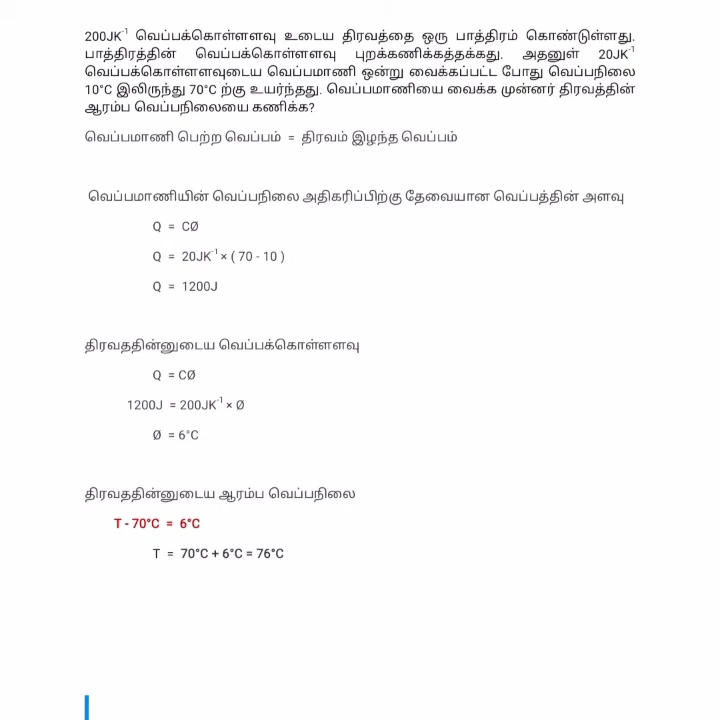 200JK⁻¹ வெப்பக்கொள்ளளவு உடைய திரவத்தை ஒரு பாத்திரம் கொண்டுள்ளது.
பாத்திரத்தின் வெப்பக்கொள்ளளவு புறக்கணிக்கத்தக்கது. அதனுள் 20JK⁻¹
வெப்பக்கொள்ளளவுடைய வெப்பமாணி ஒன்று வைக்கப்பட்ட போது வெப்பநிலை
10°C இலிருந்து 70°C ற்கு உயர்ந்தது. வெப்பமாணியை வைக்க முன்னர் திரவத்தின்
ஆரம்ப வெப்பநிலையை கணிக்க?
வெப்பமாணி பெற்ற வெப்பம் = திரவம் இழந்த வெப்பம்
வெப்பமாணியின் வெப்பநிலை அதிகரிப்பிற்கு தேவையான வெப்பத்தின் அளவு
Q = CØ
Q = 20JK⁻¹ × ( 70 - 10 )
Q = 1200J
திரவததின்னுடைய வெப்பக்கொள்ளளவு
Q = CØ
1200J = 200JK⁻¹ × Ø
Ø = 6°C
திரவததின்னுடைய ஆரம்ப வெப்பநிலை
T - 70°C = 6°C
T = 70°C + 6°C = 76°C